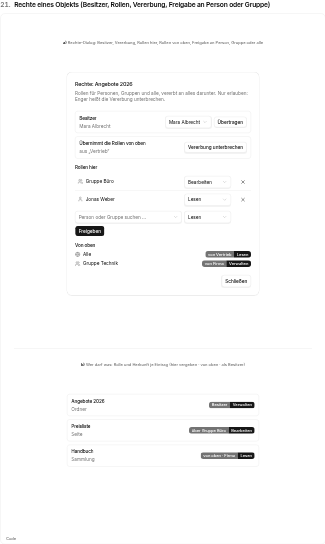 21. Rechte eines Objekts (Besitzer, Rollen, Vererbung, Freigabe an Person oder Gruppe)
a) Rechte-Dialog: Besitzer, Vererbung, Rollen hier, Rollen von oben, Freigabe an Person, Gruppe oder alle
Rechte: Angebote 2026
Rollen für Personen, Gruppen und alle, vererbt an alles darunter. Nur erlauben:
Enger heißt die Vererbung unterbrechen.
Besitzer
Mara Albrecht
Mara Albrecht
Übertragen
Übernimmt die Rollen von oben
aus „Vertrieb"
Vererbung unterbrechen
Rollen hier
Gruppe Büro
Bearbeiten
Jonas Weber
Lesen
Person oder Gruppe suchen...
Lesen
Freigeben
Von oben
Alle
von Vertrieb
Lesen
Gruppe Technik
von Firma
Verwalten
Schließen
b) Wer darf was: Rolle und Herkunft je Eintrag (hier vergeben · von oben · als Besitzer)
Angebote 2026
Ordner
Besitzer
Verwalten
Preisliste
Seite
über Gruppe Büro
Bearbeiten
Handbuch
Sammlung
von oben · Firma
Lesen
Code